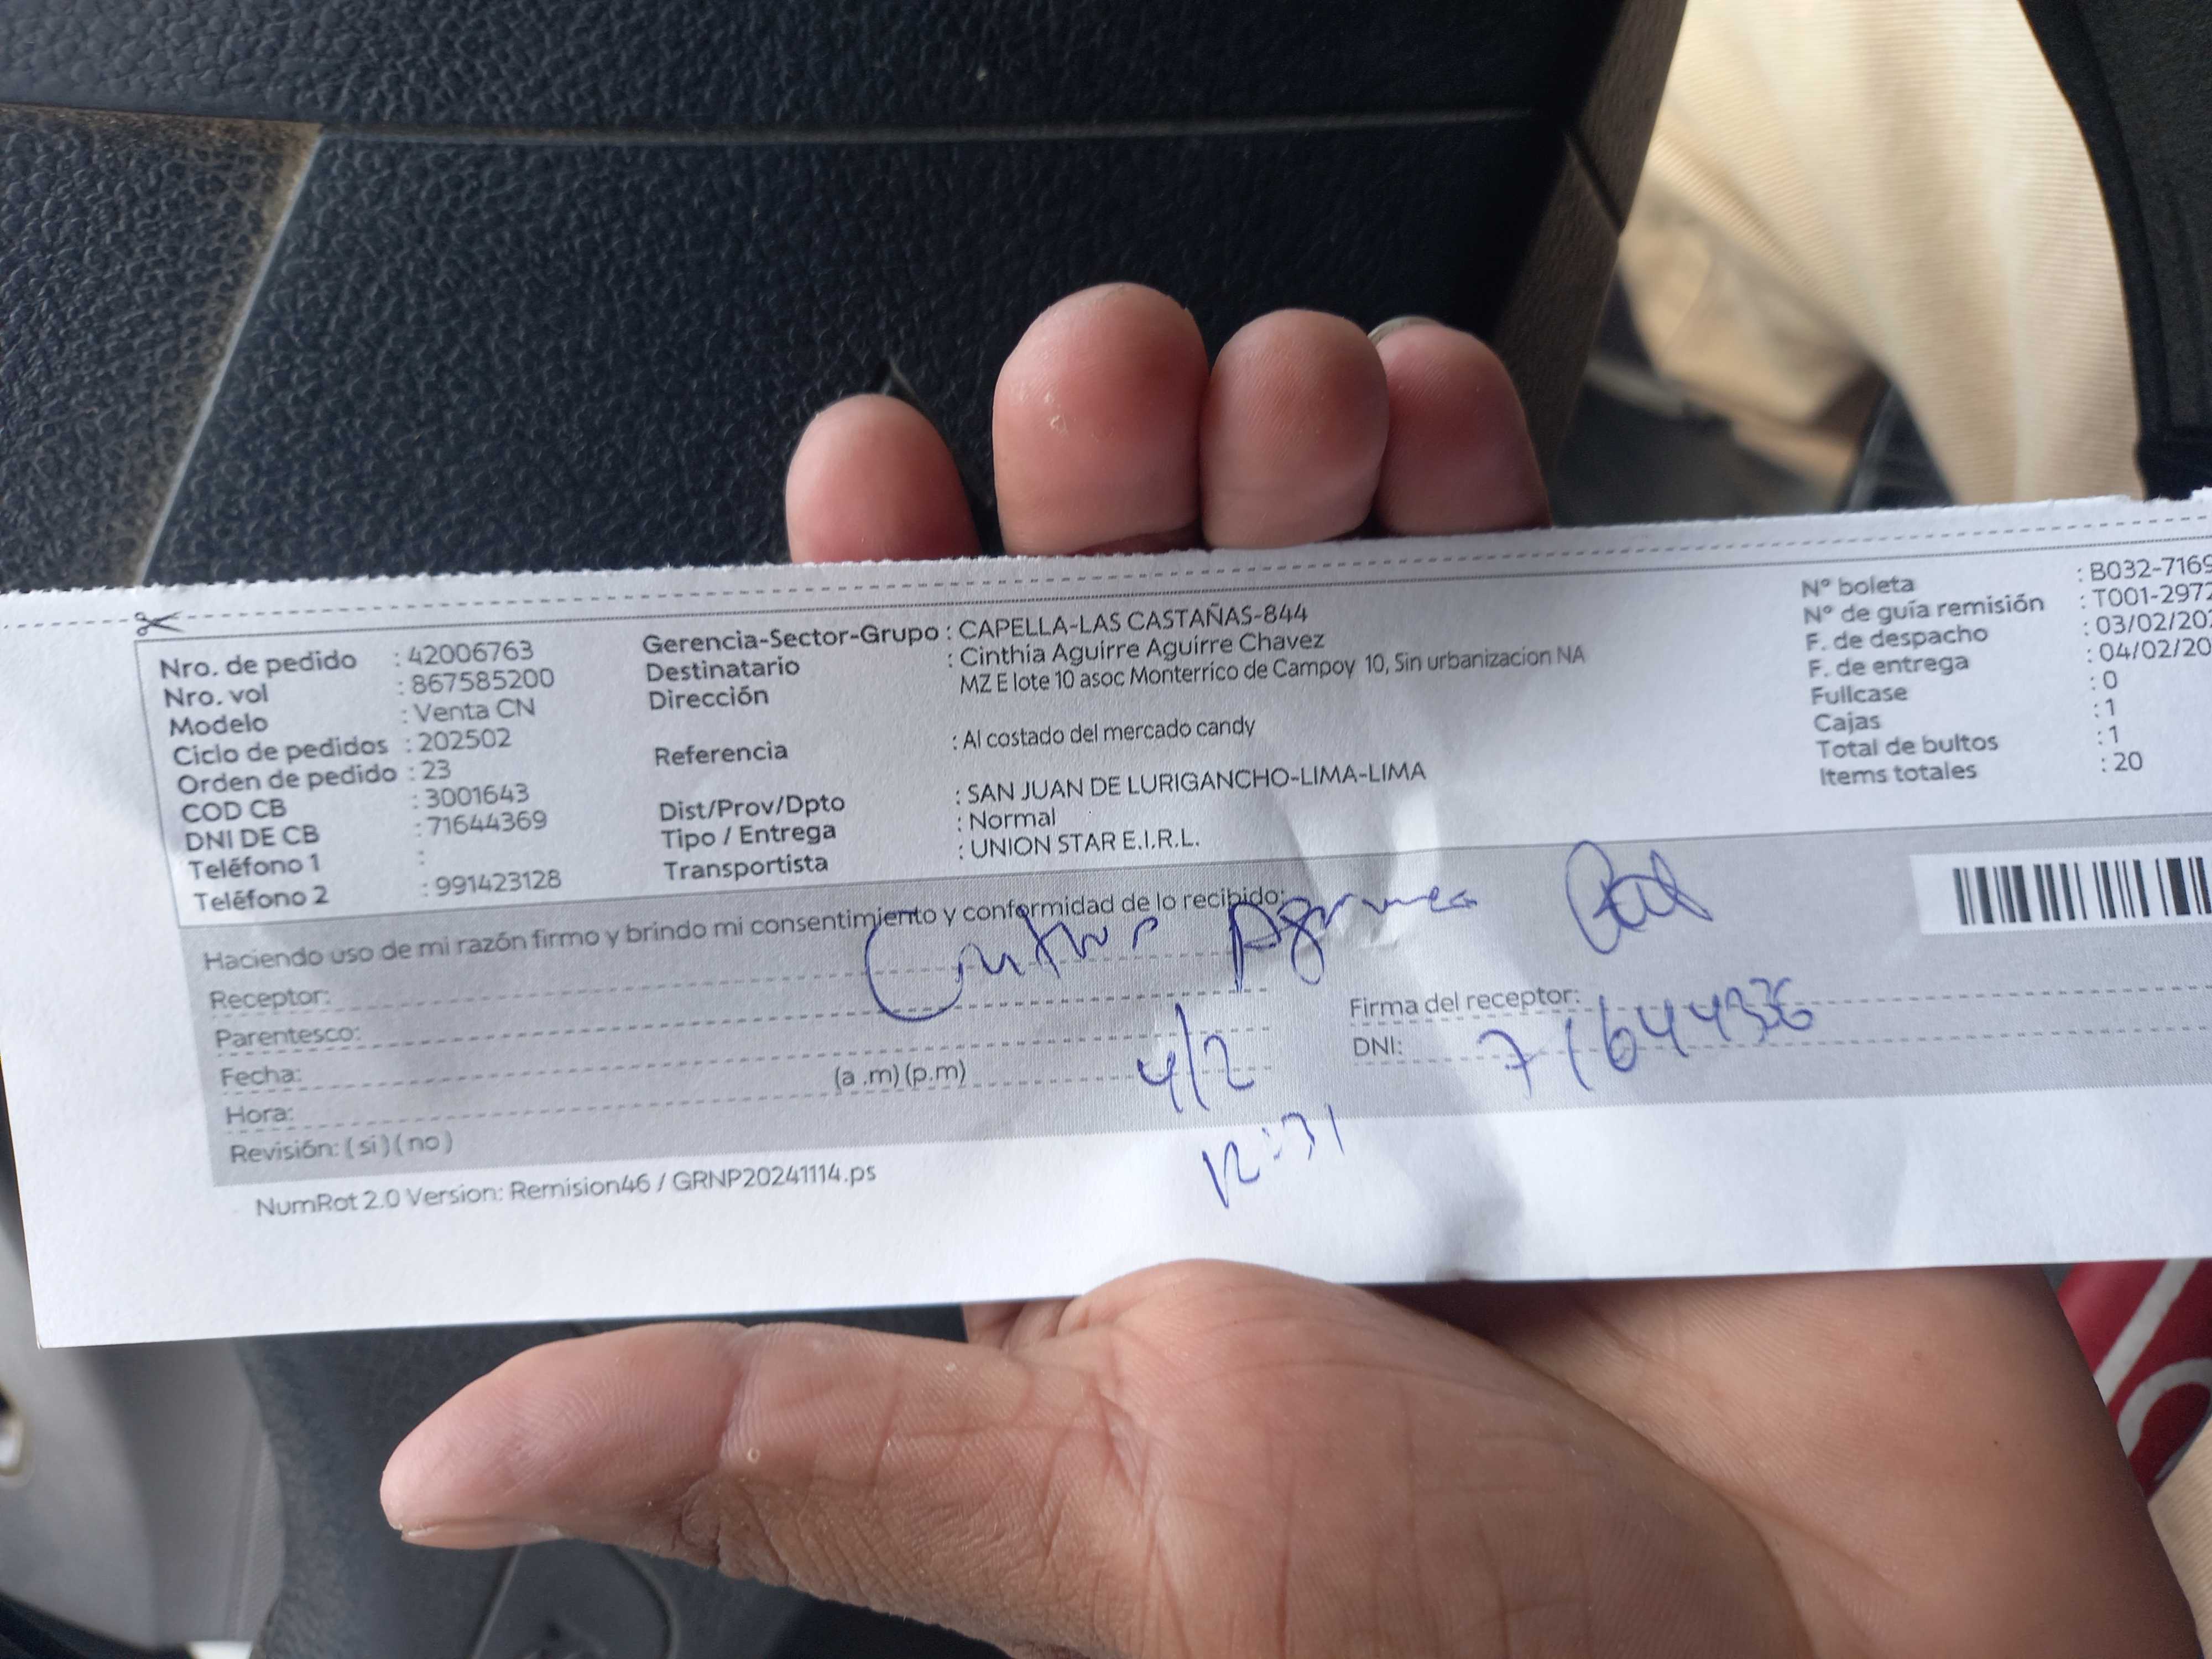 Nro. de pedido : 42006763
Nro. vol : 867585200
Modelo : Venta CN
Ciclo de pedidos : 202502
Orden de pedido : 23
COD CB : 3001643
DNI DE CB : 71644369
Teléfono 1 :
Teléfono 2 : 991423128
Gerencia-Sector-Grupo : CAPELLA-LAS CASTAÑAS-844
Destinatario : Cinthia Aguirre Aguirre Chavez
Dirección MZ E lote 10 asoc Monterrico de Campoy 10, Sin urbanizacion NA
Referencia : Al costado del mercado candy
Dist/Prov/Dpto : SAN JUAN DE LURIGANCHO-LIMA-LIMA
Tipo / Entrega : Normal
Transportista : UNION STAR E.I.R.L.
N° boleta : B032-7169
N° de guía remisión : T001-2972
F. de despacho : 03/02/20
F. de entrega : 04/02/20
Fullcase : 0
Cajas : 1
Total de bultos : 1
Items totales : 20
Haciendo uso de mi razón firmo y brindo mi consentimiento y conformidad de lo recibido:
Receptor:
Parentesco:
Fecha: 4/2
(a .m) (p.m)
Hora: 12:31
Revisión: ( si ) ( no )
Firma del receptor:
DNI: 71644336
NumRot 2.0 Version: Remision46 / GRNP20241114.ps